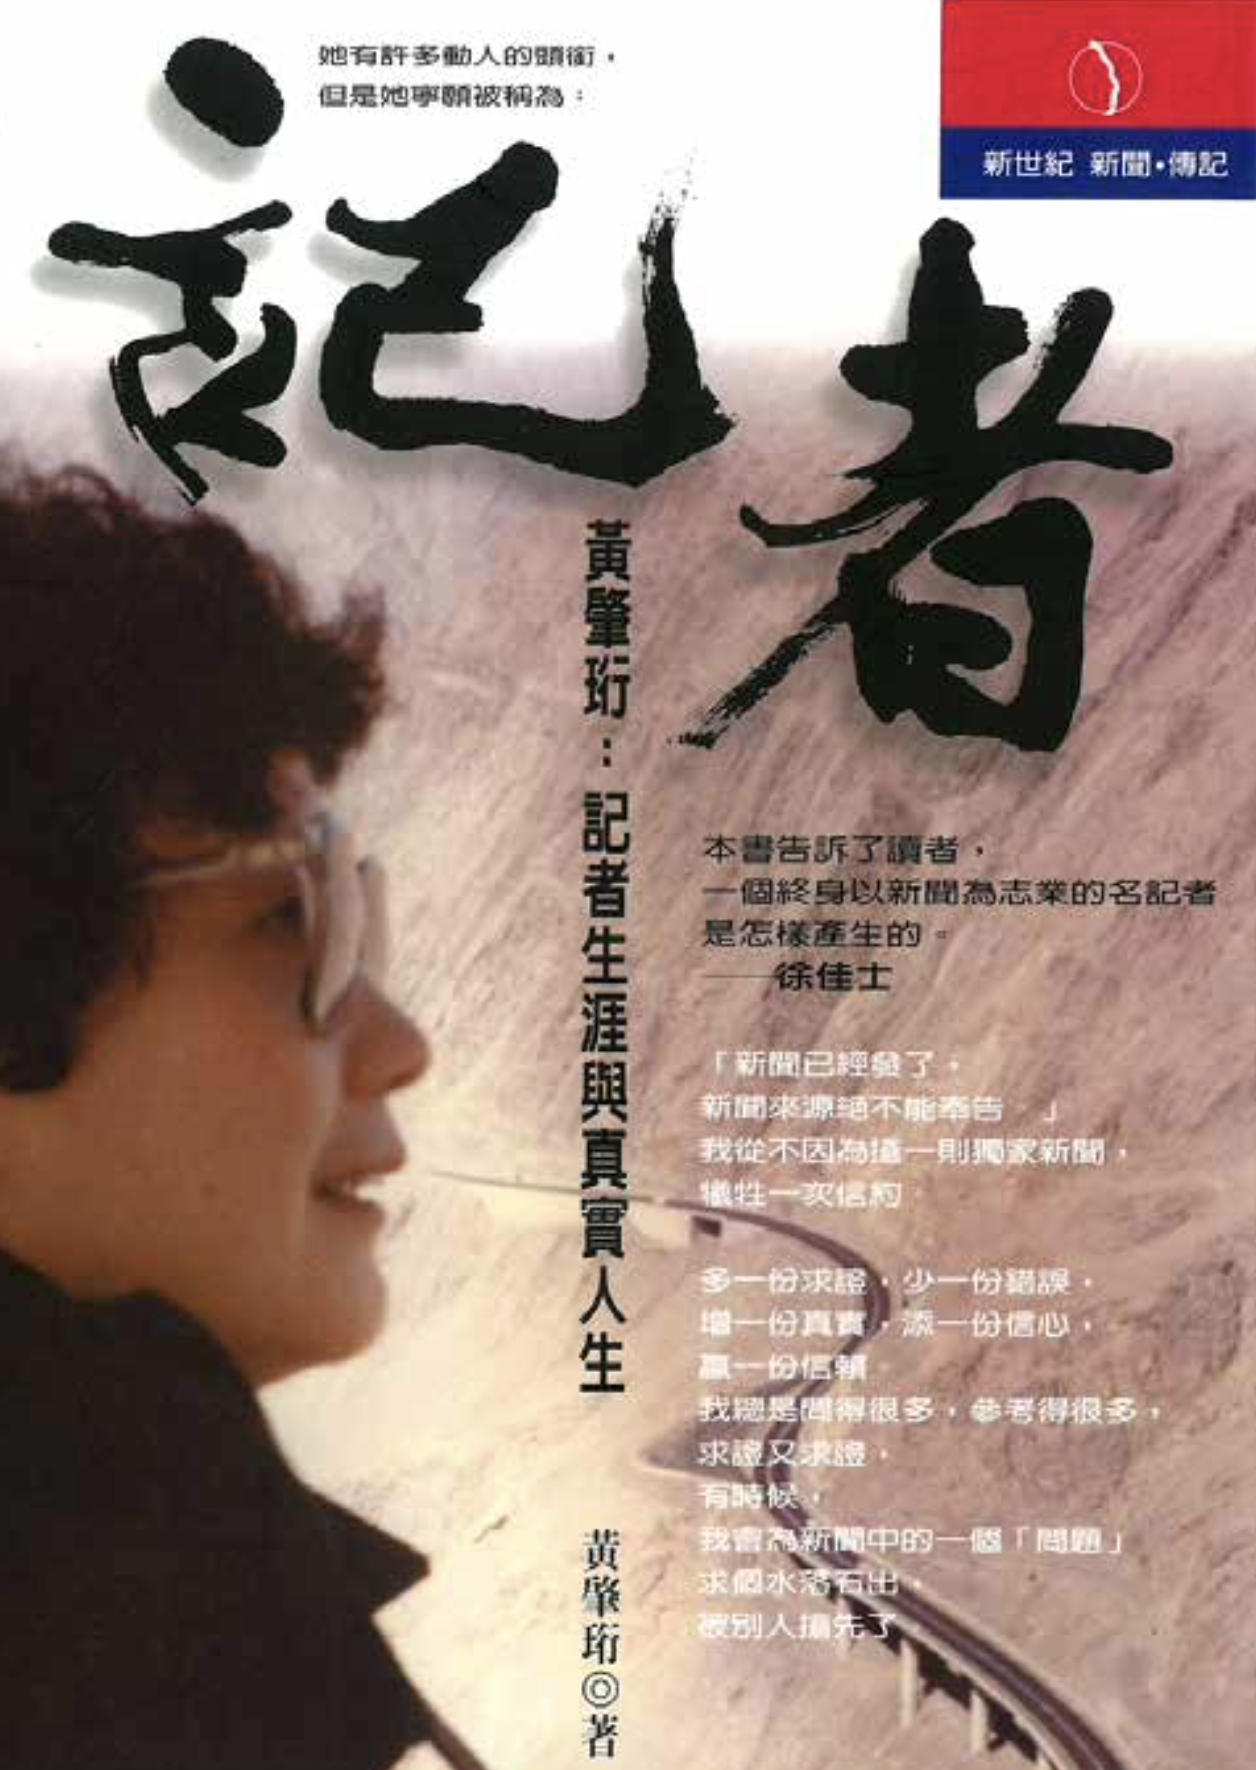 她有許多動人的頭銜，
但是她寧願被稱為：
新世紀 新聞•傳記
記者
黃肇珩：記者生涯與真實人生
本書告訴了讀者，
一個終身以新聞為志業的名記者
是怎樣產生的。
——徐佳士
「新聞已經發了，
新聞來源絕不能奉告。」
我從不因為搶一則獨家新聞，
犧牲一次信約。
多一份求證，少一份錯誤，
增一份真實，添一份信心，
贏一份信賴。
我總是問得很多，參考得很多，
求證又求證，
有時候，
我會為新聞中的一個「問題」
求個水落石出，
被別人搶先了。
黃肇珩◎著